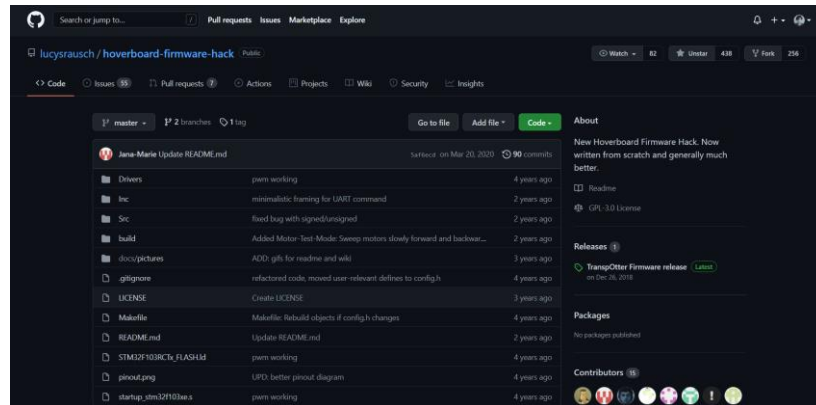 Search or jump to... / Pull requests Issues Marketplace Explore
lucysrausch / hoverboard-firmware-hack Public
Watch 82 Unstar 438 Fork 256
Code Issues 55 Pull requests 7 Actions Projects Wiki Security Insights
master 2 branches 1 tag Go to file Add file Code
Jana-Marie Update README.md on Mar 20, 2020 90 commits
Drivers pwm working 4 years ago
Inc minimalistic framing for UART command 2 years ago
Src fixed bug with signed/unsigned 2 years ago
build Added Motor-Test-Mode: Sweep motors slowly forward and backwar... 2 years ago
docs/pictures ADD: gifs for readme and wiki 3 years ago
.gitignore refactored code, moved user-relevant defines to config.h 4 years ago
LICENSE Create LICENSE 3 years ago
Makefile Makefile: Rebuild objects if config.h changes 4 years ago
README.md Update README.md 2 years ago
STM32F103RCTx_FLASH.ld pwm working 4 years ago
pinout.png UPD: better pinout diagram 4 years ago
startup_stm32f103xe.s pwm working 4 years ago
About
New Hoverboard Firmware Hack. Now
written from scratch and generally much
better.
Readme
GPL-3.0 License
Releases 1
TranspOtter Firmware release Latest
on Dec 26, 2018
Packages
No packages published
Contributors 15